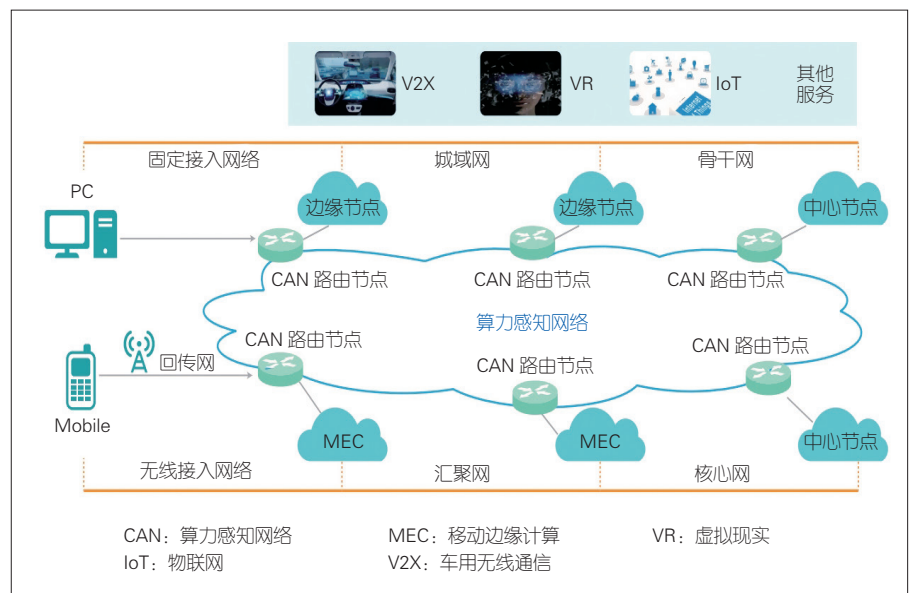 V2X
VR
IoT
其他
服务
固定接入网络
城域网
骨干网
PC
边缘节点
边缘节点
中心节点
CAN 路由节点
CAN 路由节点
CAN 路由节点
算力感知网络
CAN 路由节点
回传网
CAN 路由节点
CAN 路由节点
Mobile
MEC
MEC
中心节点
无线接入网络
汇聚网
核心网
CAN：算力感知网络
MEC：移动边缘计算
VR：虚拟现实
IoT：物联网
V2X：车用无线通信